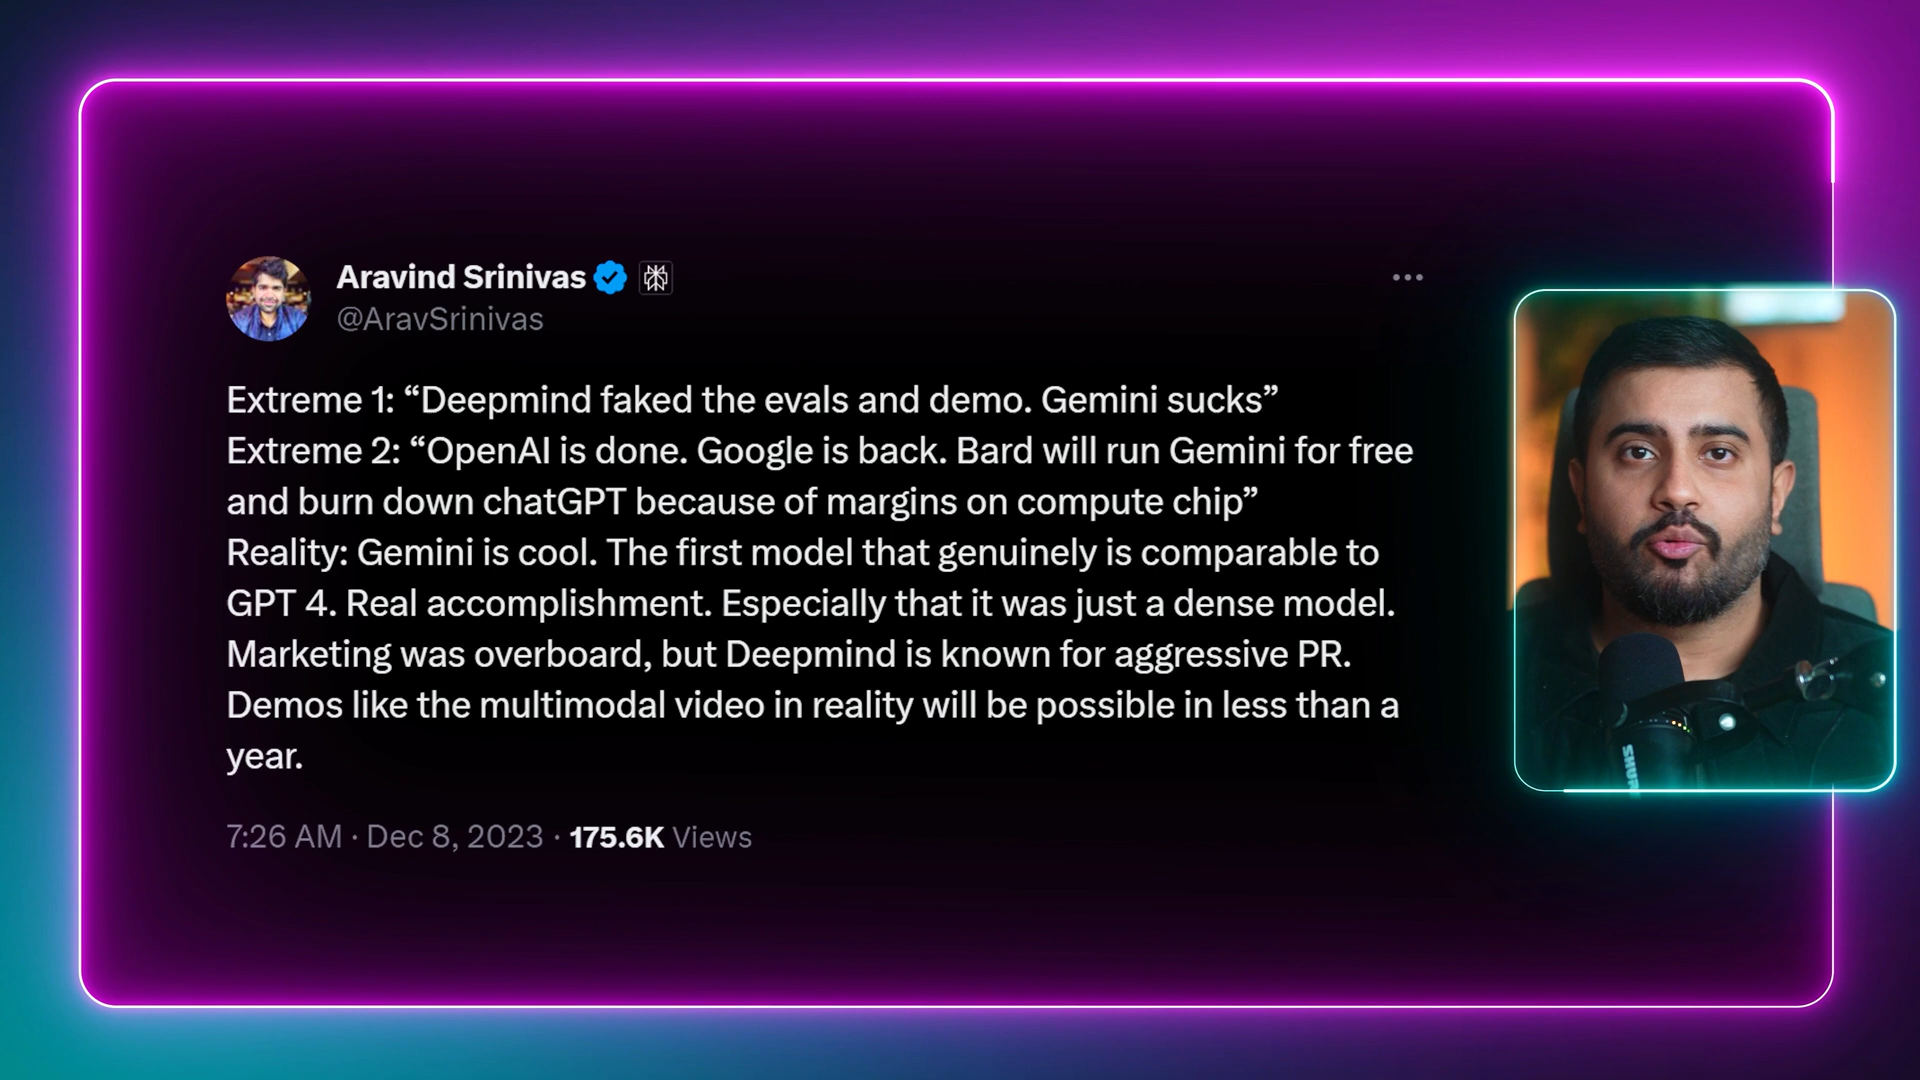 Aravind Srinivas
@AravSrinivas
Extreme 1: “Deepmind faked the evals and demo. Gemini sucks”
Extreme 2: “OpenAI is done. Google is back. Bard will run Gemini for free
and burn down chatGPT because of margins on compute chip”
Reality: Gemini is cool. The first model that genuinely is comparable to
GPT 4. Real accomplishment. Especially that it was just a dense model.
Marketing was overboard, but Deepmind is known for aggressive PR.
Demos like the multimodal video in reality will be possible in less than a
year.
7:26 AM · Dec 8, 2023 · 175.6K Views
SHURE